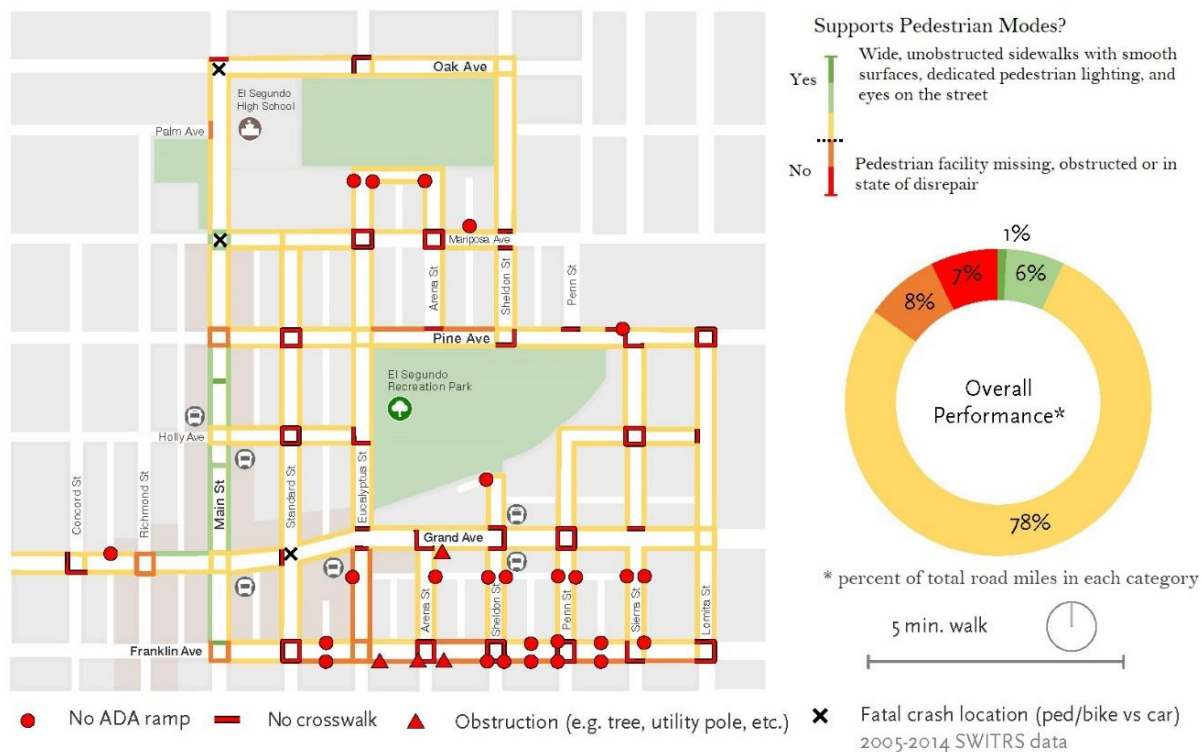 Oak Ave
El Segundo
High School
Palm Ave
Mariposa Ave
Arena St
Sheldon St
Penn St
Pine Ave
El Segundo
Recreation Park
Holly Ave
Concord St
Richmond St
Main St
Standard St
Eucalyptus St
Grand Ave
Arena St
Sheldon St
Penn St
Sierra St
Lomita St
Franklin Ave
Supports Pedestrian Modes?
Yes
Wide, unobstructed sidewalks with smooth
surfaces, dedicated pedestrian lighting, and
eyes on the street
No
Pedestrian facility missing, obstructed or in
state of disrepair
1%
6%
7%
8%
Overall
Performance*
78%
* percent of total road miles in each category
5 min. walk
No ADA ramp
No crosswalk
Obstruction (e.g. tree, utility pole, etc.)
Fatal crash location (ped/bike vs car)
2005-2014 SWITRS data